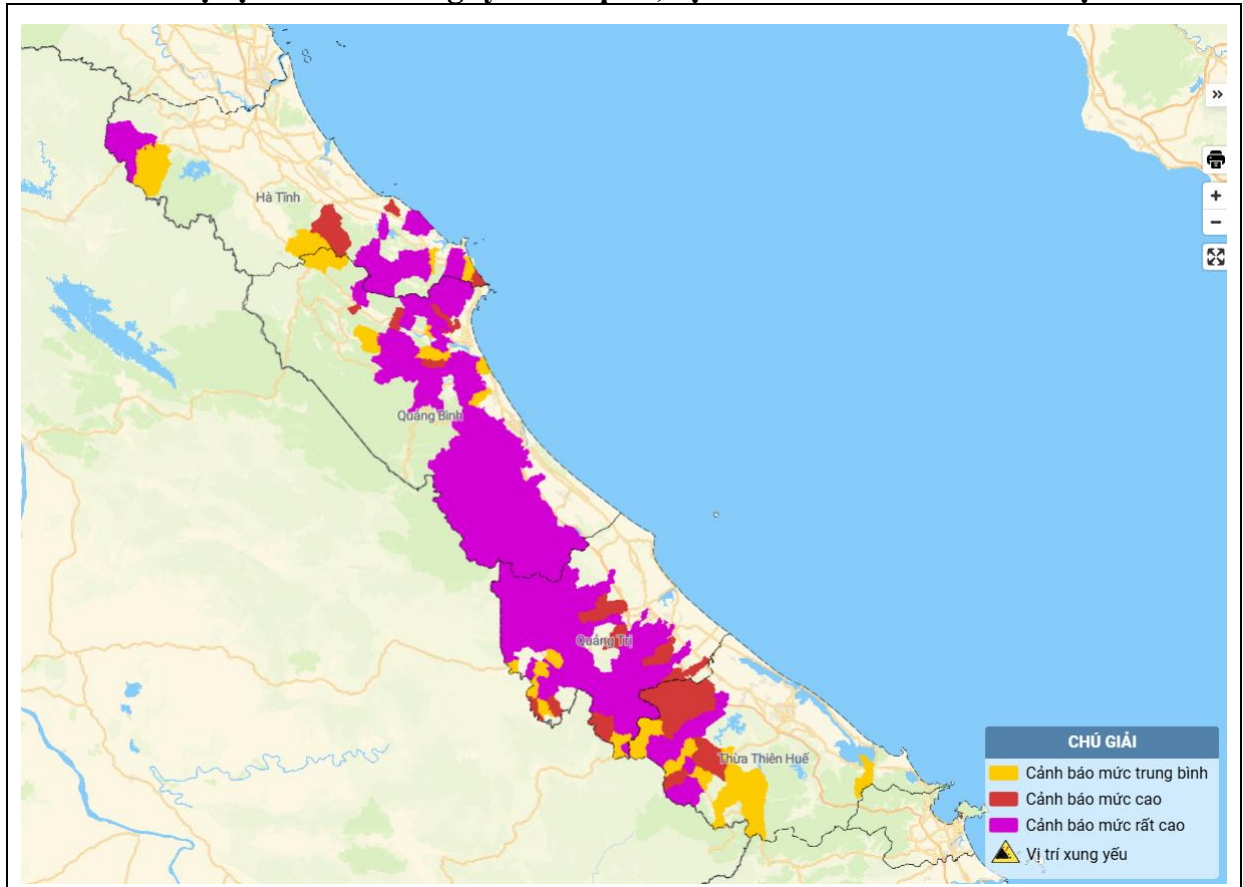 »
Hà Tĩnh
+
−
Quảng Bình
Quảng Trị
Thừa Thiên Huế
CHÚ GIẢI
Cảnh báo mức trung bình
Cảnh báo mức cao
Cảnh báo mức rất cao
Vị trí xung yếu